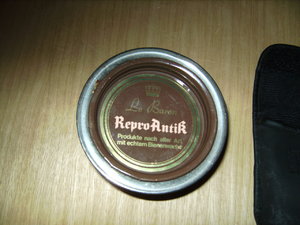 Le Baron
Repro-Antik
Produkte nach alter Art
mit echtem Bienenwachs